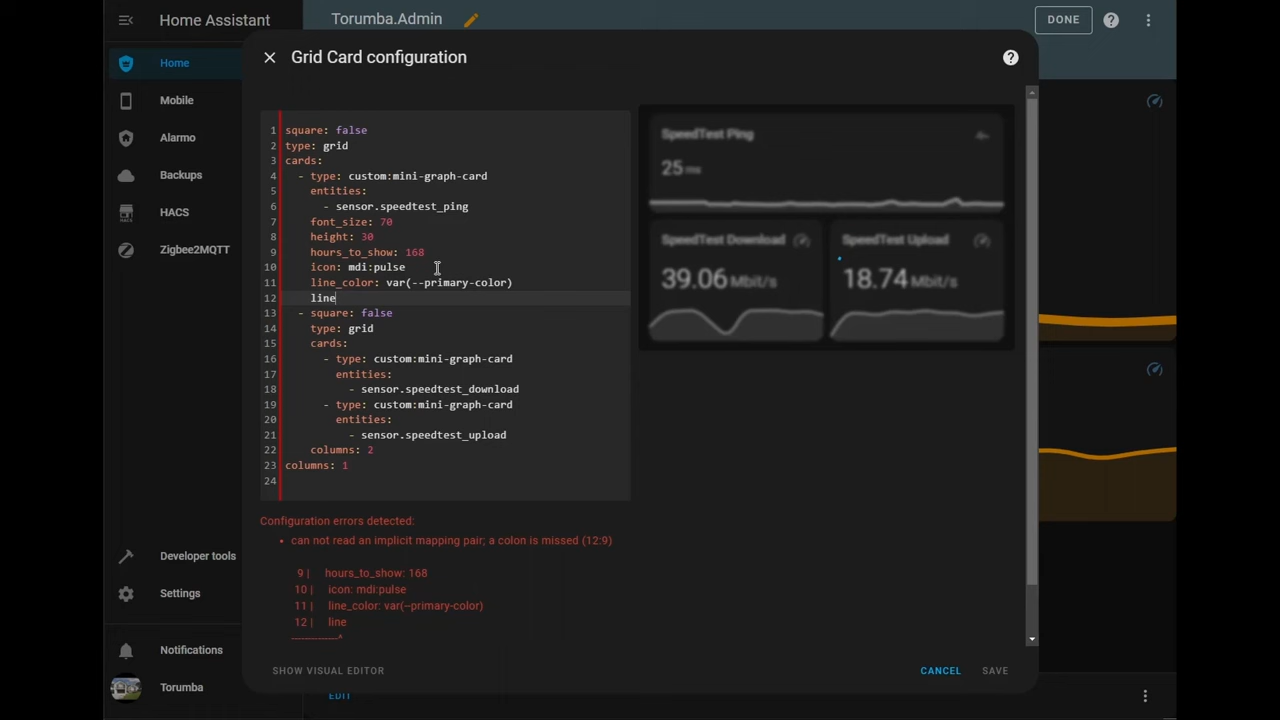 Home Assistant
Torumba.Admin
DONE
Home
Mobile
Alarmo
Backups
HACS
Zigbee2MQTT
Developer tools
Settings
Notifications
Torumba
Grid Card configuration
1 square: false
2 type: grid
3 cards:
4 - type: custom:mini-graph-card
5 entities:
6 - sensor.speedtest_ping
7 font_size: 70
8 height: 30
9 hours_to_show: 168
10 icon: mdi:pulse
11 line_color: var(--primary-color)
12 line
13 - square: false
14 type: grid
15 cards:
16 - type: custom:mini-graph-card
17 entities:
18 - sensor.speedtest_download
19 - type: custom:mini-graph-card
20 entities:
21 - sensor.speedtest_upload
22 columns: 2
23 columns: 1
24
SpeedTest Ping
25 ms
SpeedTest Download
39.06 Mbit/s
SpeedTest Upload
18.74 Mbit/s
Configuration errors detected:
• can not read an implicit mapping pair; a colon is missed (12:9)
9 | hours_to_show: 168
10 | icon: mdi:pulse
11 | line_color: var(--primary-color)
12 | line
---------------^
SHOW VISUAL EDITOR
CANCEL
SAVE
EDIT